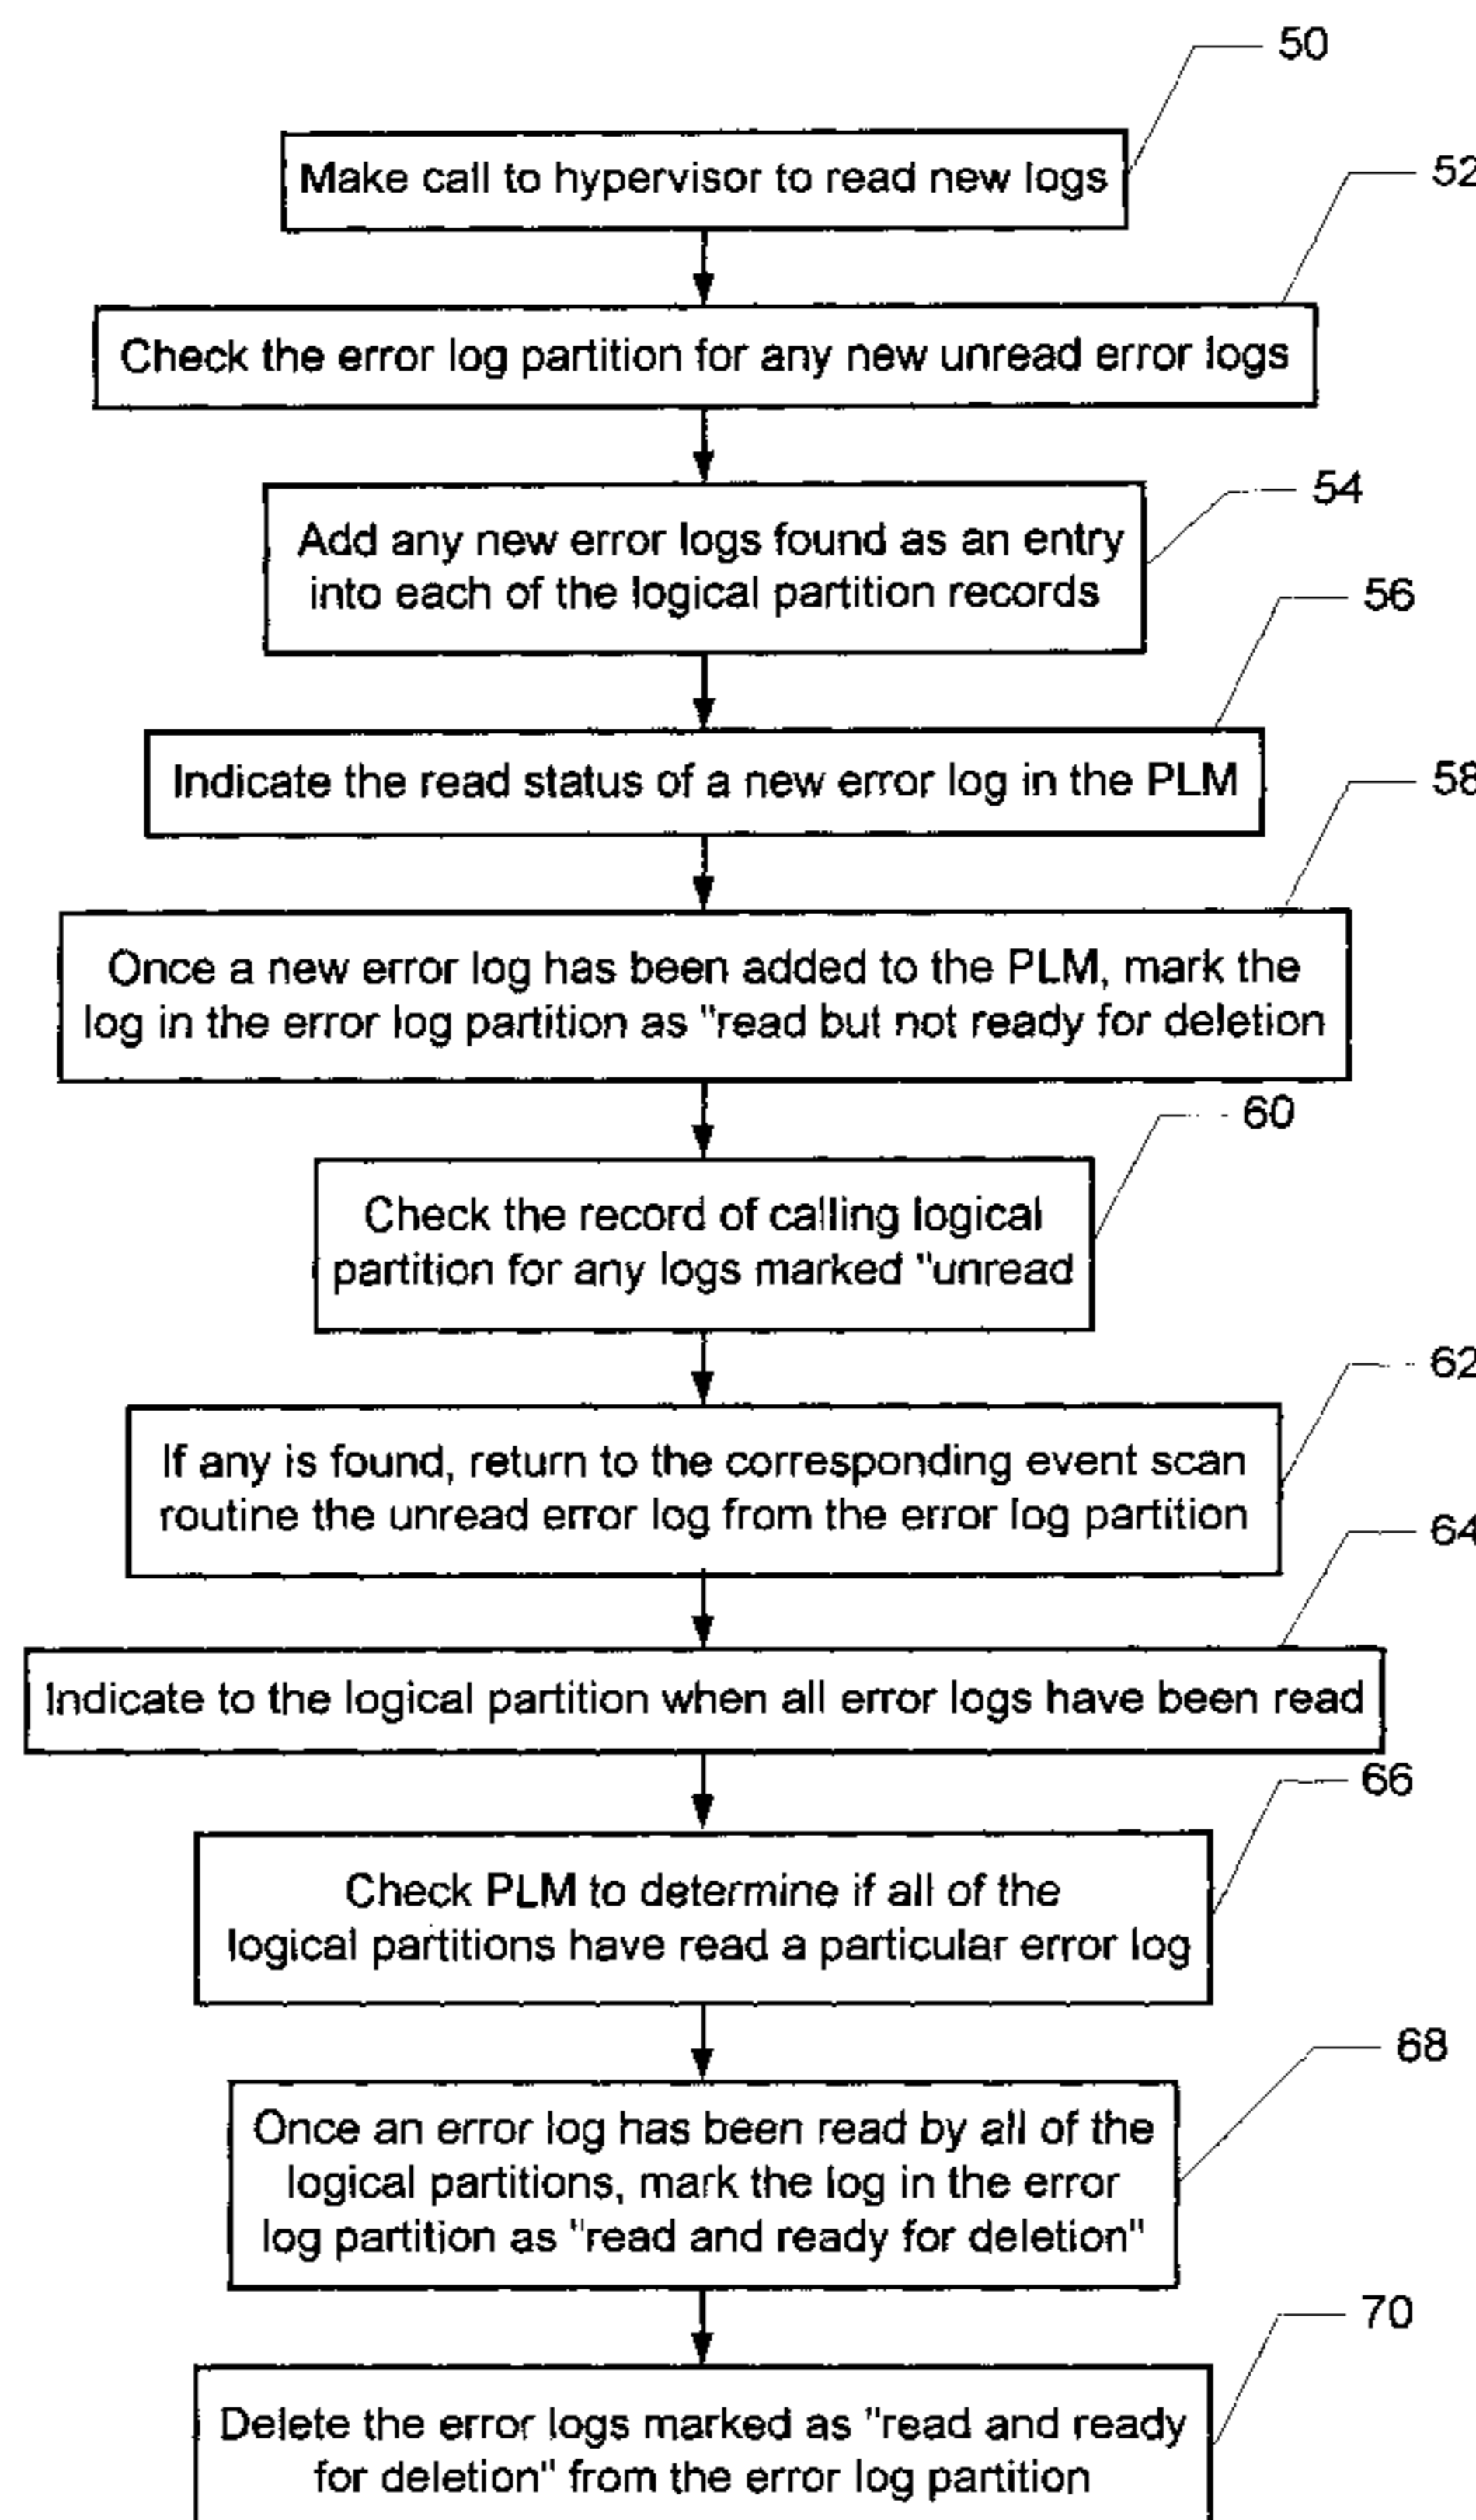 50
Make call to hypervisor to read new logs
52
Check the error log partition for any new unread error logs
54
Add any new error logs found as an entry
into each of the logical partition records
56
Indicate the read status of a new error log in the PLM
58
Once a new error log has been added to the PLM, mark the
log in the error log partition as "read but not ready for deletion
60
Check the record of calling logical
partition for any logs marked "unread
62
If any is found, return to the corresponding event scan
routine the unread error log from the error log partition
64
Indicate to the logical partition when all error logs have been read
66
Check PLM to determine if all of the
logical partitions have read a particular error log
68
Once an error log has been read by all of the
logical partitions, mark the log in the error
log partition as "read and ready for deletion"
70
Delete the error logs marked as "read and ready
for deletion" from the error log partition